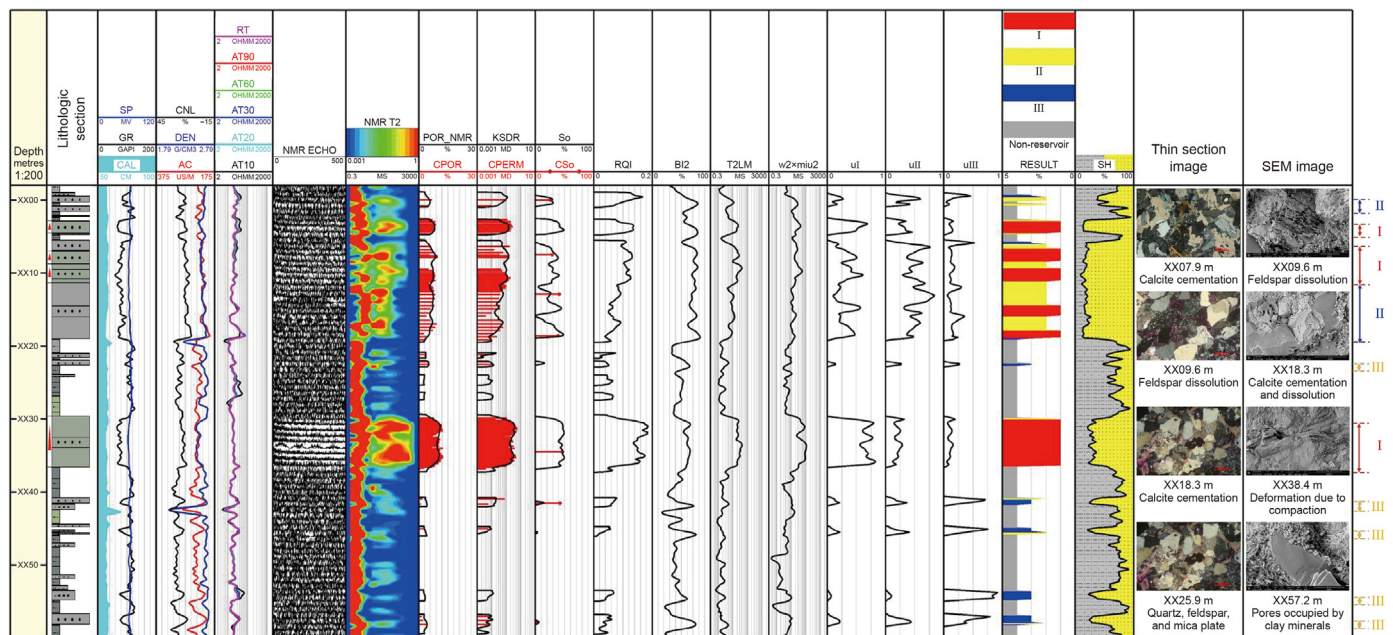 Depth
metres
1:200
Lithologic
section
SP
0 MV 120
GR
0 GAPI 200
CAL
50 CM 100
CNL
45 % −15
DEN
1.79 G/CM3 2.79
AC
375 US/M 175
RT
2 OHMM 2000
AT90
2 OHMM 2000
AT60
2 OHMM 2000
AT30
2 OHMM 2000
AT20
2 OHMM 2000
AT10
2 OHMM 2000
NMR ECHO
0 500
NMR T2
0.001 1
0.3 MS 3000
POR_NMR
0 % 30
CPOR
0 % 30
KSDR
0.001 MD 10
CPERM
0.001 MD 10
So
0 % 100
CSo
0 % 100
RQI
0 0.2
BI2
0 % 100
T2LM
0.3 MS 3000
w2×miu2
0.3 MS 3000
uI
0 1
uII
0 1
uIII
0 1
I
II
III
Non-reservoir
RESULT
15 % 0
SH
0 % 100
Thin section
image
SEM image
XX00
XX10
XX20
XX30
XX40
XX50
XX07.9 m
Calcite cementation
XX09.6 m
Feldspar dissolution
XX18.3 m
Calcite cementation
XX25.9 m
Quartz, feldspar,
and mica plate
XX09.6 m
Feldspar dissolution
XX18.3 m
Calcite cementation
and dissolution
XX38.4 m
Deformation due to
compaction
XX57.2 m
Pores occupied by
clay minerals
II
I
I
II
III
I
III
III
III
III